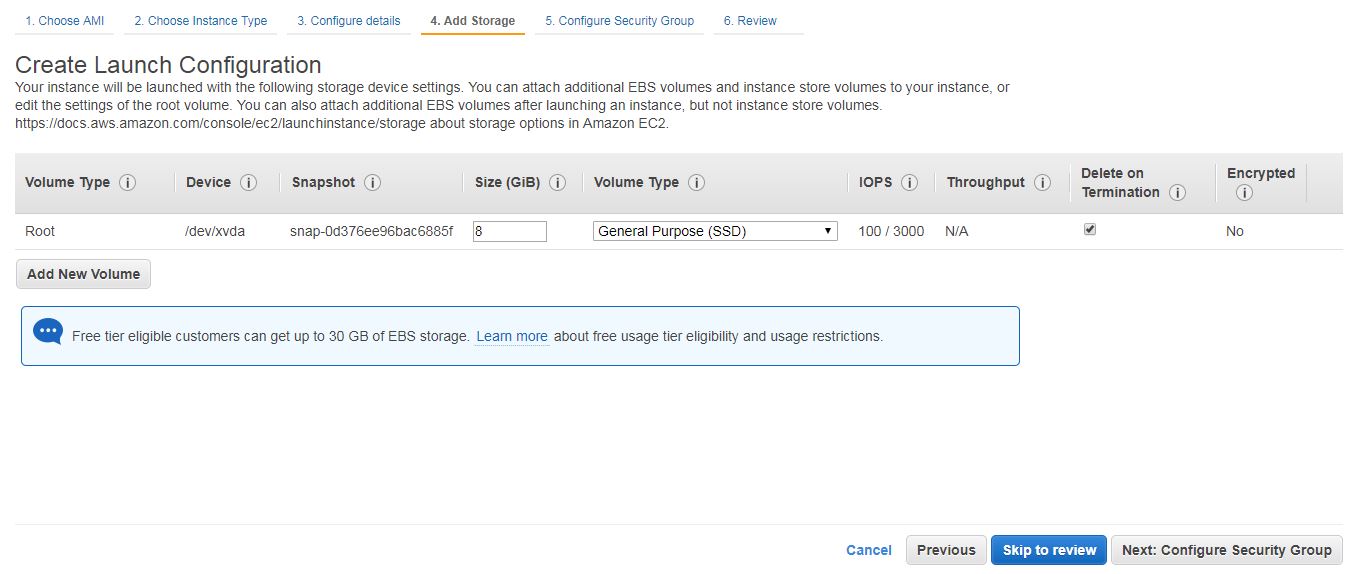 1. Choose AMI 2. Choose Instance Type 3. Configure details 4. Add Storage 5. Configure Security Group 6. Review
Create Launch Configuration
Your instance will be launched with the following storage device settings. You can attach additional EBS volumes and instance store volumes to your instance, or
edit the settings of the root volume. You can also attach additional EBS volumes after launching an instance, but not instance store volumes.
https://docs.aws.amazon.com/console/ec2/launchinstance/storage about storage options in Amazon EC2.
Volume Type i Device i Snapshot i Size (GiB) i Volume Type i IOPS i Throughput i Delete on Termination i Encrypted i
Root /dev/xvda snap-0d376ee96bac6885f 8 General Purpose (SSD) 100 / 3000 N/A No
Add New Volume
Free tier eligible customers can get up to 30 GB of EBS storage. Learn more about free usage tier eligibility and usage restrictions.
Cancel Previous Skip to review Next: Configure Security Group